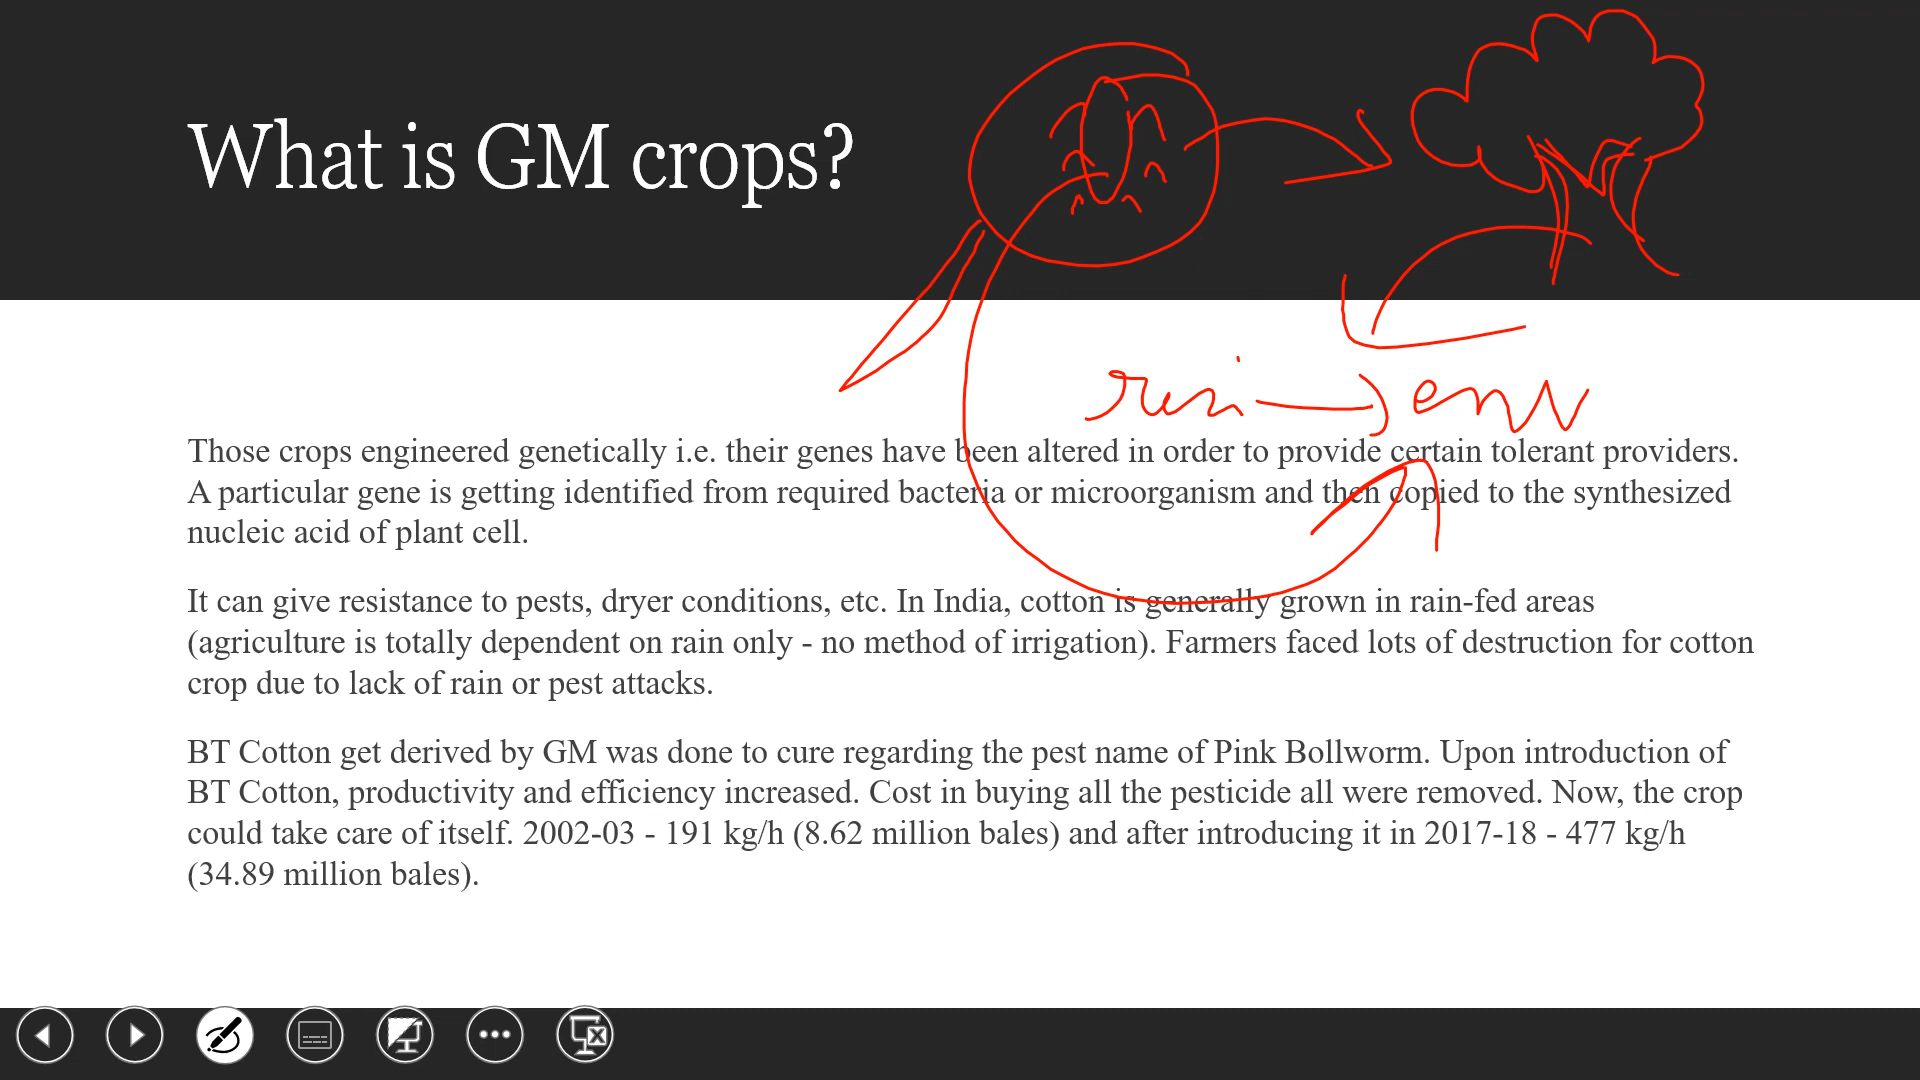 What is GM crops?
Those crops engineered genetically i.e. their genes have been altered in order to provide certain tolerant providers.
A particular gene is getting identified from required bacteria or microorganism and then copied to the synthesized
nucleic acid of plant cell.
It can give resistance to pests, dryer conditions, etc. In India, cotton is generally grown in rain-fed areas
(agriculture is totally dependent on rain only - no method of irrigation). Farmers faced lots of destruction for cotton
crop due to lack of rain or pest attacks.
BT Cotton get derived by GM was done to cure regarding the pest name of Pink Bollworm. Upon introduction of
BT Cotton, productivity and efficiency increased. Cost in buying all the pesticide all were removed. Now, the crop
could take care of itself. 2002-03 - 191 kg/h (8.62 million bales) and after introducing it in 2017-18 - 477 kg/h
(34.89 million bales).